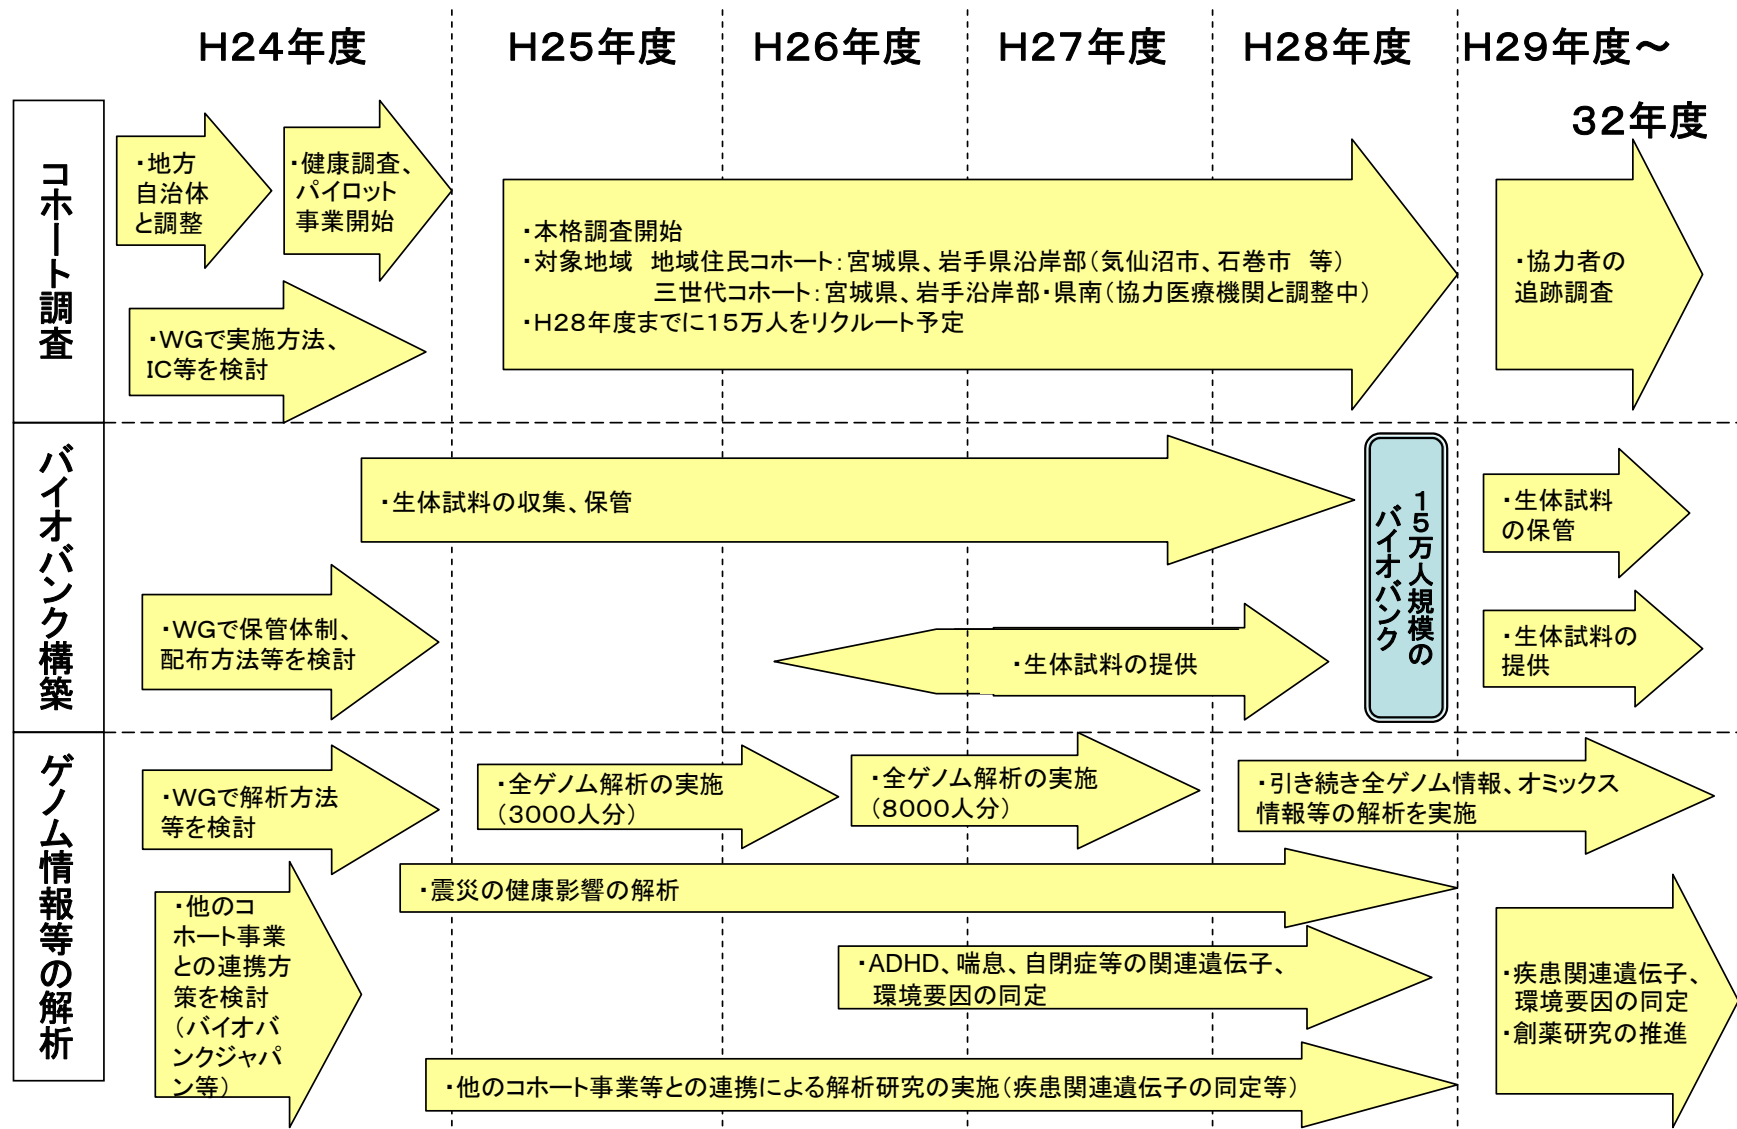 H24年度
H25年度
H26年度
H27年度
H28年度
H29年度～
32年度
コホート調査
・地方
自治体
と調整
・健康調査、
パイロット
事業開始
・WGで実施方法、
IC等を検討
・本格調査開始
・対象地域　地域住民コホート：宮城県、岩手県沿岸部（気仙沼市、石巻市　等）
三世代コホート：宮城県、岩手沿岸部・県南（協力医療機関と調整中）
・H28年度までに15万人をリクルート予定
・協力者の
追跡調査
バイオバンク構築
・生体試料の収集、保管
・WGで保管体制、
配布方法等を検討
・生体試料の提供
15万人規模の
バイオバンク
・生体試料
の保管
・生体試料の
提供
ゲノム情報等の解析
・WGで解析方法
等を検討
・全ゲノム解析の実施
（3000人分）
・全ゲノム解析の実施
（8000人分）
・引き続き全ゲノム情報、オミックス
情報等の解析を実施
・震災の健康影響の解析
・他のコ
ホート事業
との連携方
策を検討
（バイオバ
ンクジャパ
ン等）
・ADHD、喘息、自閉症等の関連遺伝子、
環境要因の同定
・他のコホート事業等との連携による解析研究の実施（疾患関連遺伝子の同定等）
・疾患関連遺伝子、
環境要因の同定
・創薬研究の推進